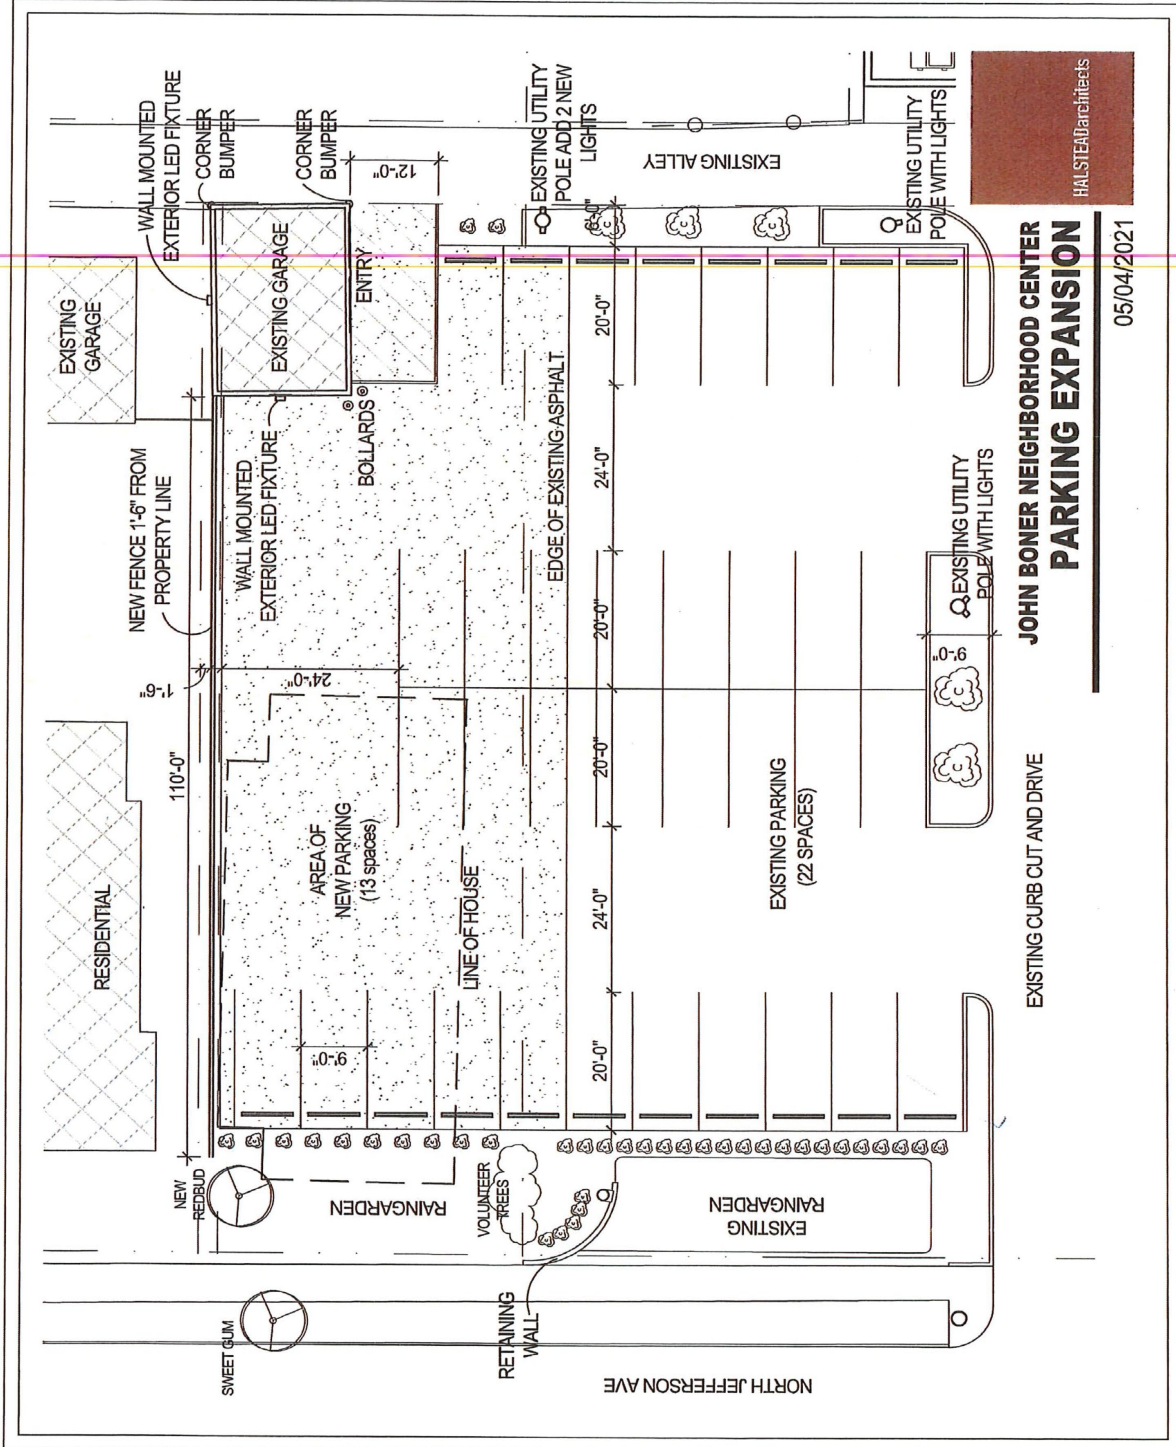 EXISTING
GARAGE
WALL MOUNTED
EXTERIOR LED FIXTURE
CORNER
BUMPER
CORNER
BUMPER
12'-0"
EXISTING UTILITY
POLE ADD 2 NEW
LIGHTS
EXISTING ALLEY
EXISTING UTILITY
POLE WITH LIGHTS
HALSTEADarchitects
EXISTING GARAGE
ENTRY
6'-0"
NEW FENCE 1'-6" FROM
PROPERTY LINE
WALL MOUNTED
EXTERIOR LED FIXTURE
BOLLARDS
EDGE OF EXISTING ASPHALT
20'-0"
24'-0"
20'-0"
20'-0"
24'-0"
20'-0"
1'-6"
24'-0"
110'-0"
RESIDENTIAL
AREA OF
NEW PARKING
(13 spaces)
LINE OF HOUSE
9'-0"
EXISTING PARKING
(22 SPACES)
EXISTING UTILITY
POLE WITH LIGHTS
9'-0"
C
C
NEW
REDBUD
RAINGARDEN
VOLUNTEER
TREES
EXISTING
RAINGARDEN
SWEET GUM
RETAINING
WALL
NORTH JEFFERSON AVE
EXISTING CURB CUT AND DRIVE
JOHN BONER NEIGHBORHOOD CENTER
PARKING EXPANSION
05/04/2021